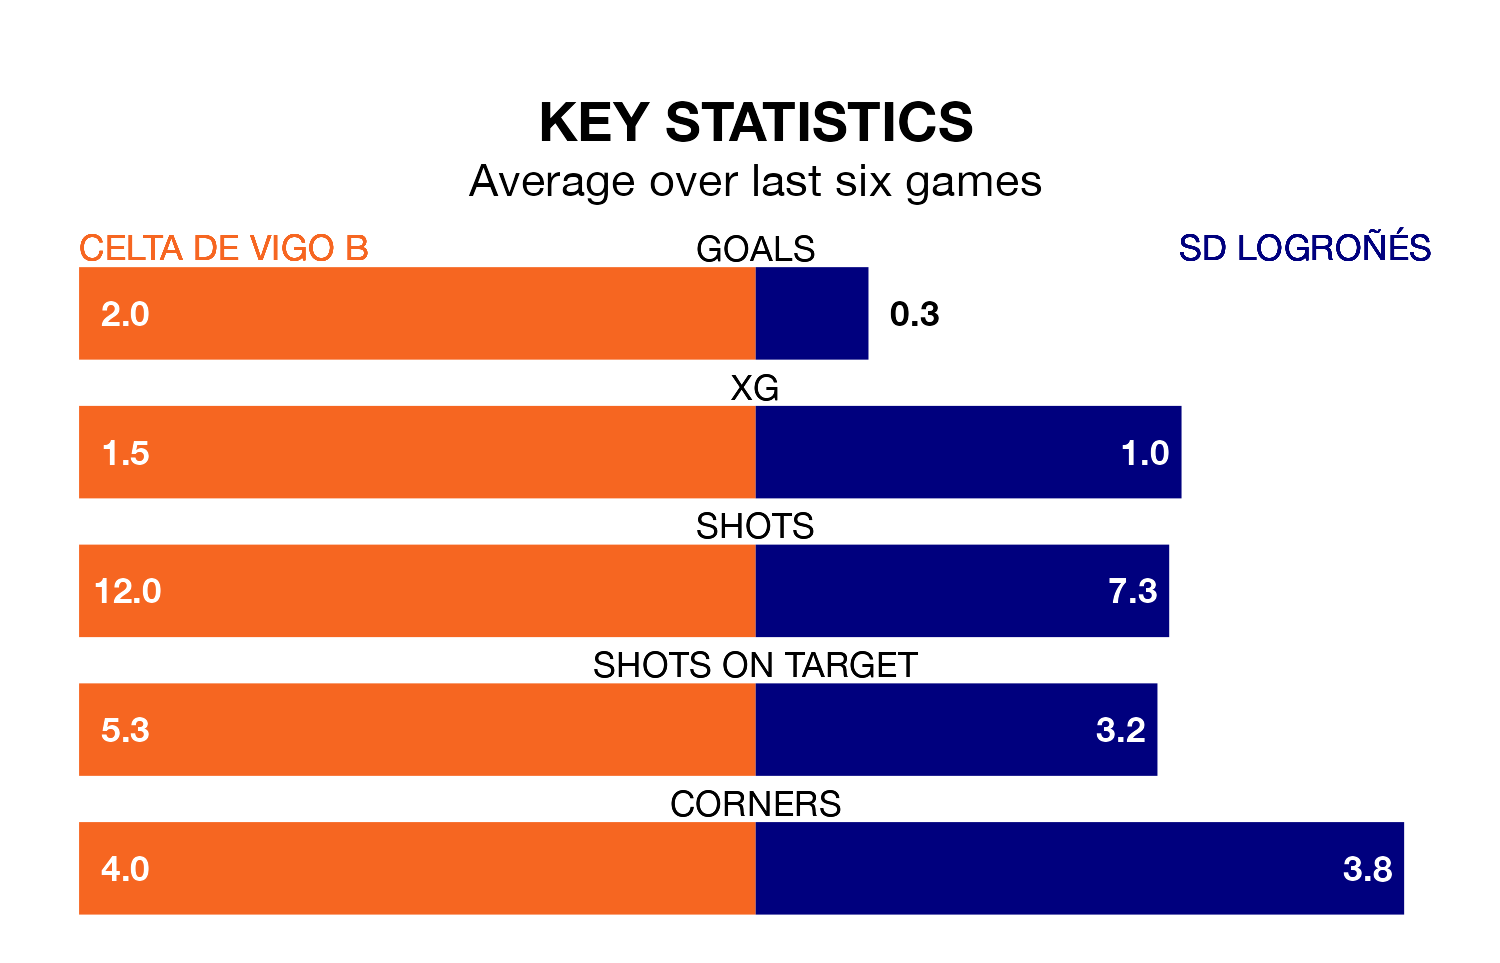 KEY STATISTICS
Average over last six games
CELTA DE VIGO B GOALS SD LOGROÑÉS
2.0 0.3
XG
1.5 1.0
SHOTS
12.0 7.3
SHOTS ON TARGET
5.3 3.2
CORNERS
4.0 3.8